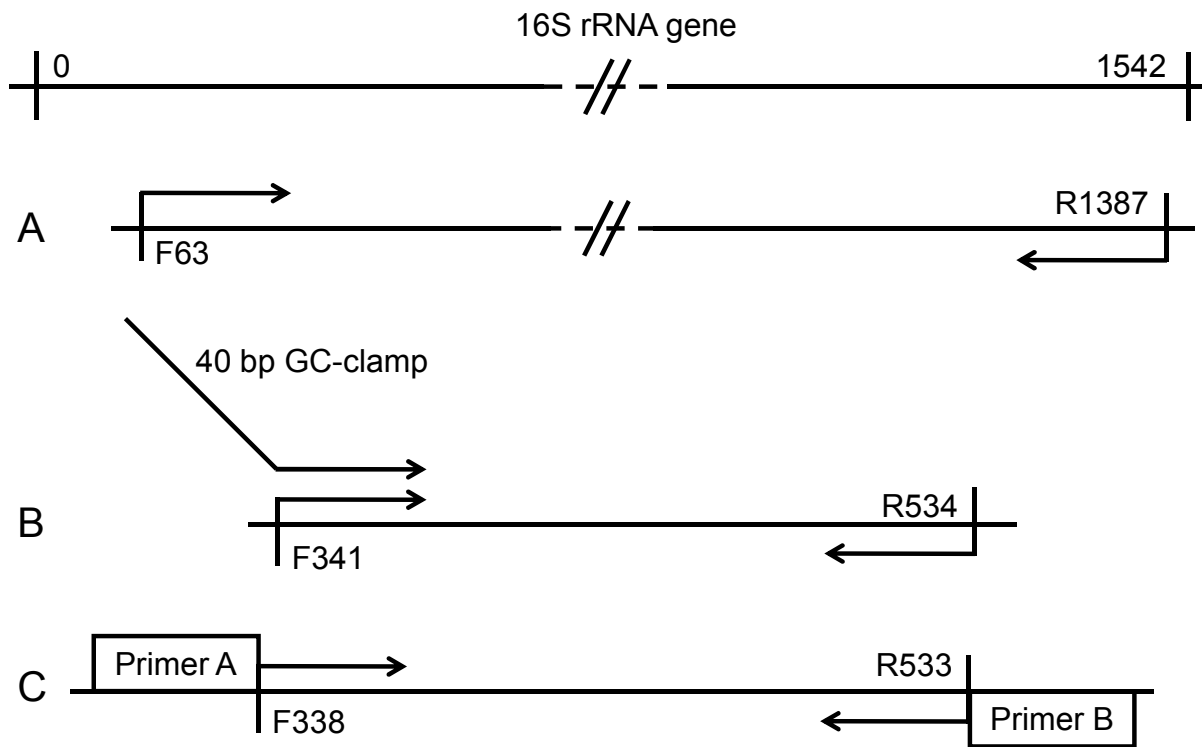 16S rRNA gene
0
1542
A
F63
R1387
40 bp GC-clamp
B
F341
R534
Primer A
C
F338
R533
Primer B